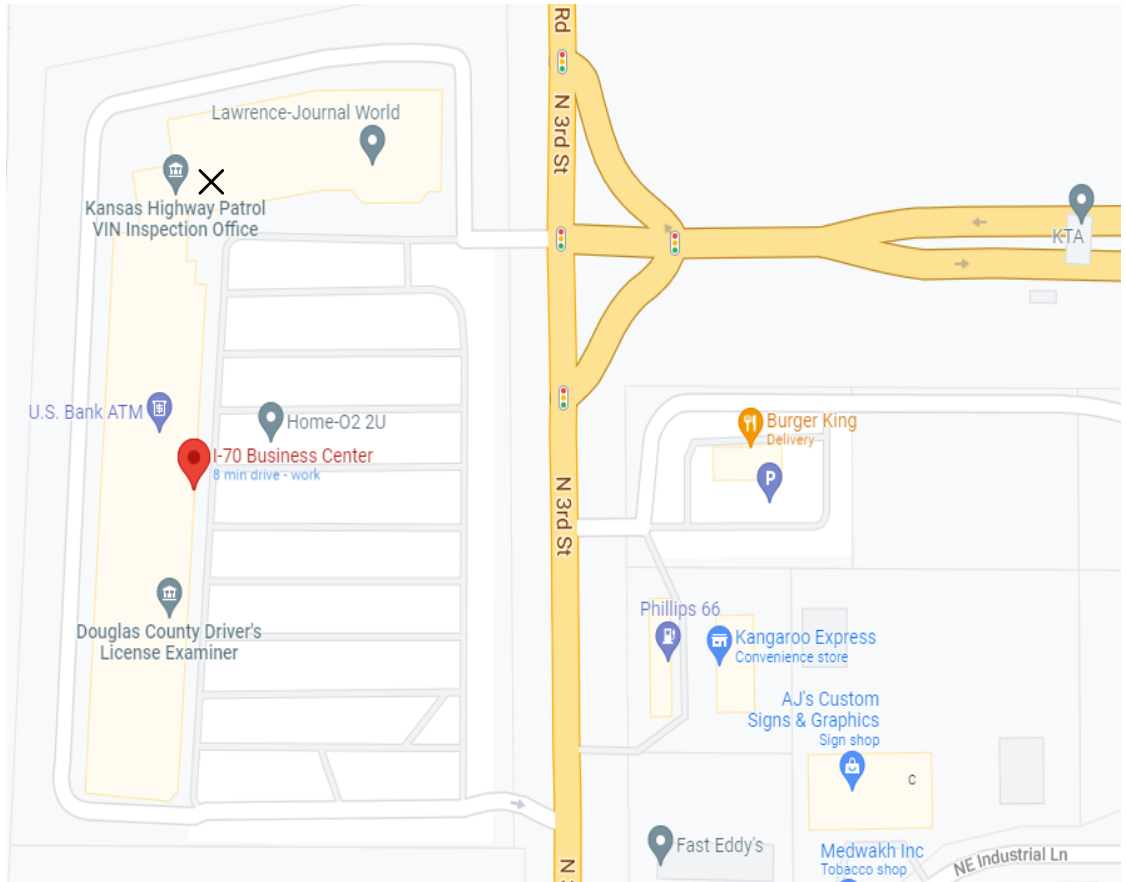 Rd
N 3rd St
Lawrence-Journal World
Kansas Highway Patrol
VIN Inspection Office
KTA
U.S. Bank ATM
Home-O2 2U
Burger King
Delivery
P
I-70 Business Center
8 min drive - work
N 3rd St
Douglas County Driver's
License Examiner
Phillips 66
Kangaroo Express
Convenience store
AJ's Custom
Signs & Graphics
Sign shop
C
Fast Eddy's
Medwakh Inc
Tobacco shop
NE Industrial Ln
N